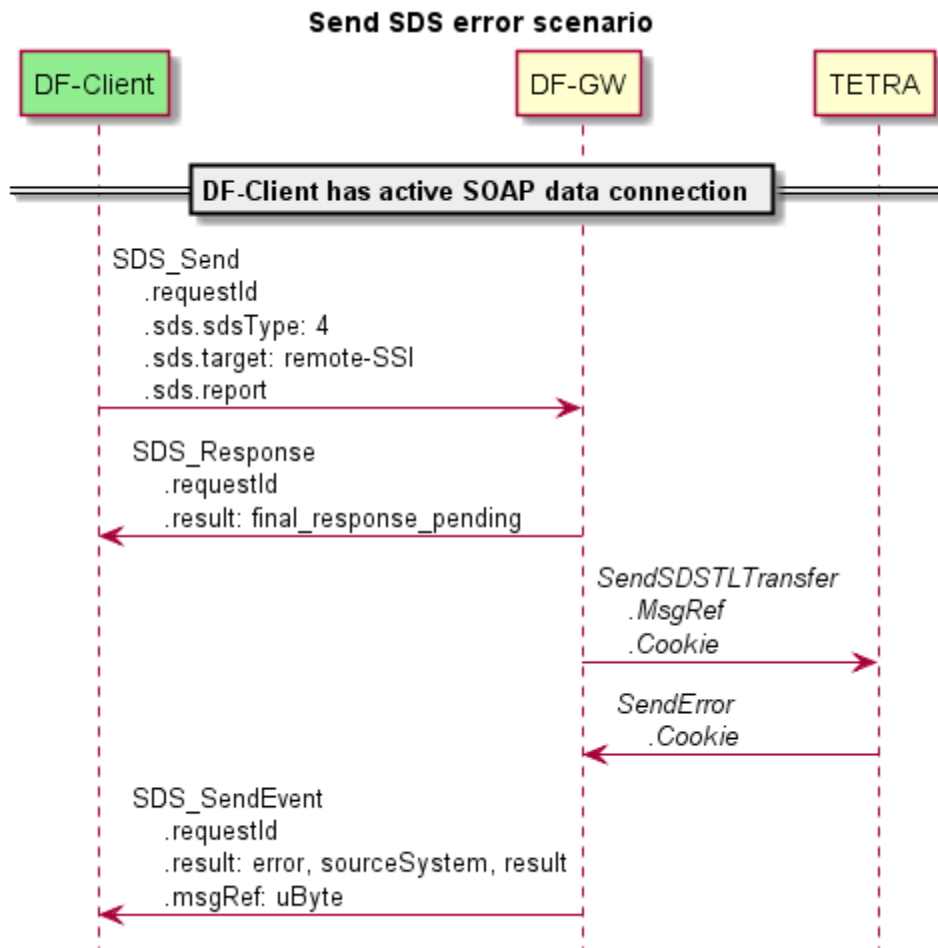 Send SDS error scenario
DF-Client
DF-GW
TETRA
DF-Client has active SOAP data connection
SDS_Send
.requestId
.sds.sdsType: 4
.sds.target: remote-SSI
.sds.report
SDS_Response
.requestId
.result: final_response_pending
SendSDSTLTransfer
.MsgRef
.Cookie
SendError
.Cookie
SDS_SendEvent
.requestId
.result: error, sourceSystem, result
.msgRef: uByte